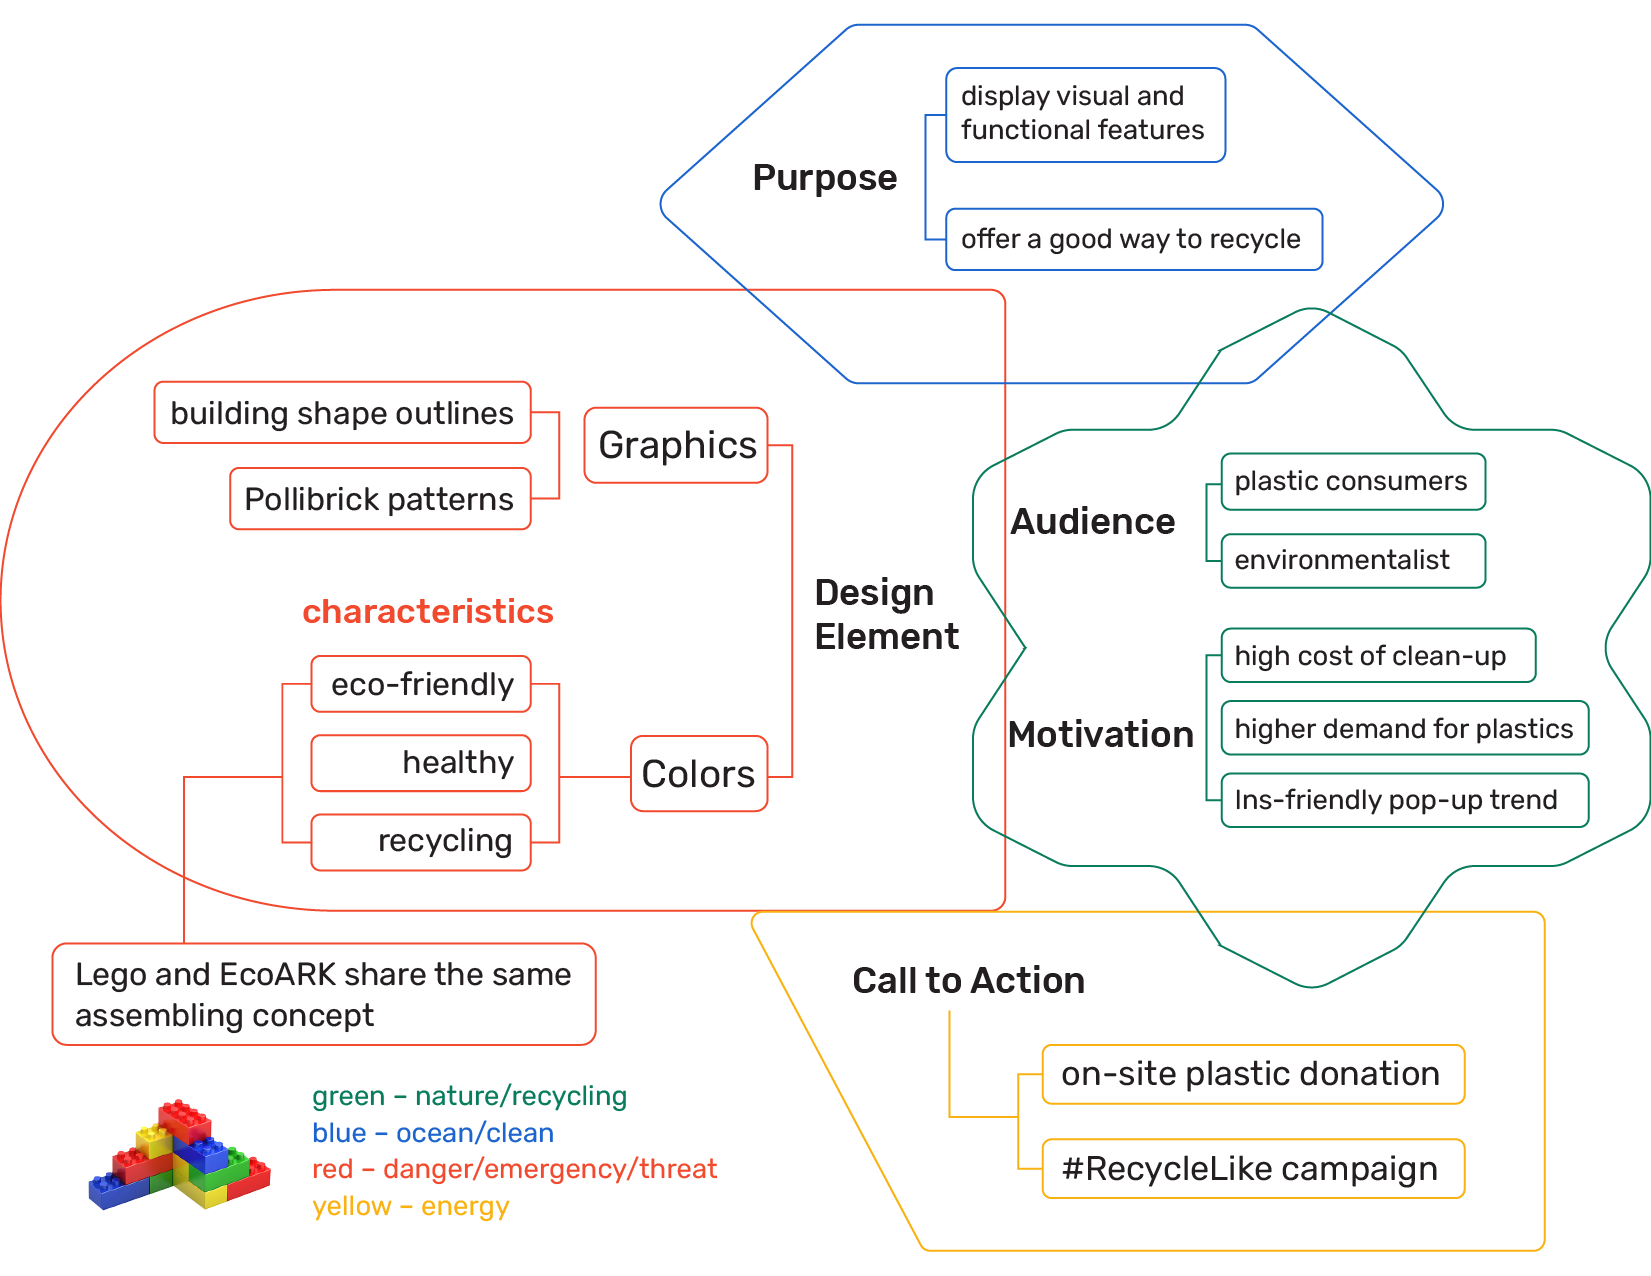 Purpose
display visual and
functional features
offer a good way to recycle
building shape outlines
Pollibrick patterns
Graphics
characteristics
eco-friendly
healthy
recycling
Colors
Design
Element
Audience
plastic consumers
environmentalist
Motivation
high cost of clean-up
higher demand for plastics
Ins-friendly pop-up trend
Lego and EcoARK share the same
assembling concept
Call to Action
on-site plastic donation
#RecycleLike campaign
green – nature/recycling
blue – ocean/clean
red – danger/emergency/threat
yellow – energy